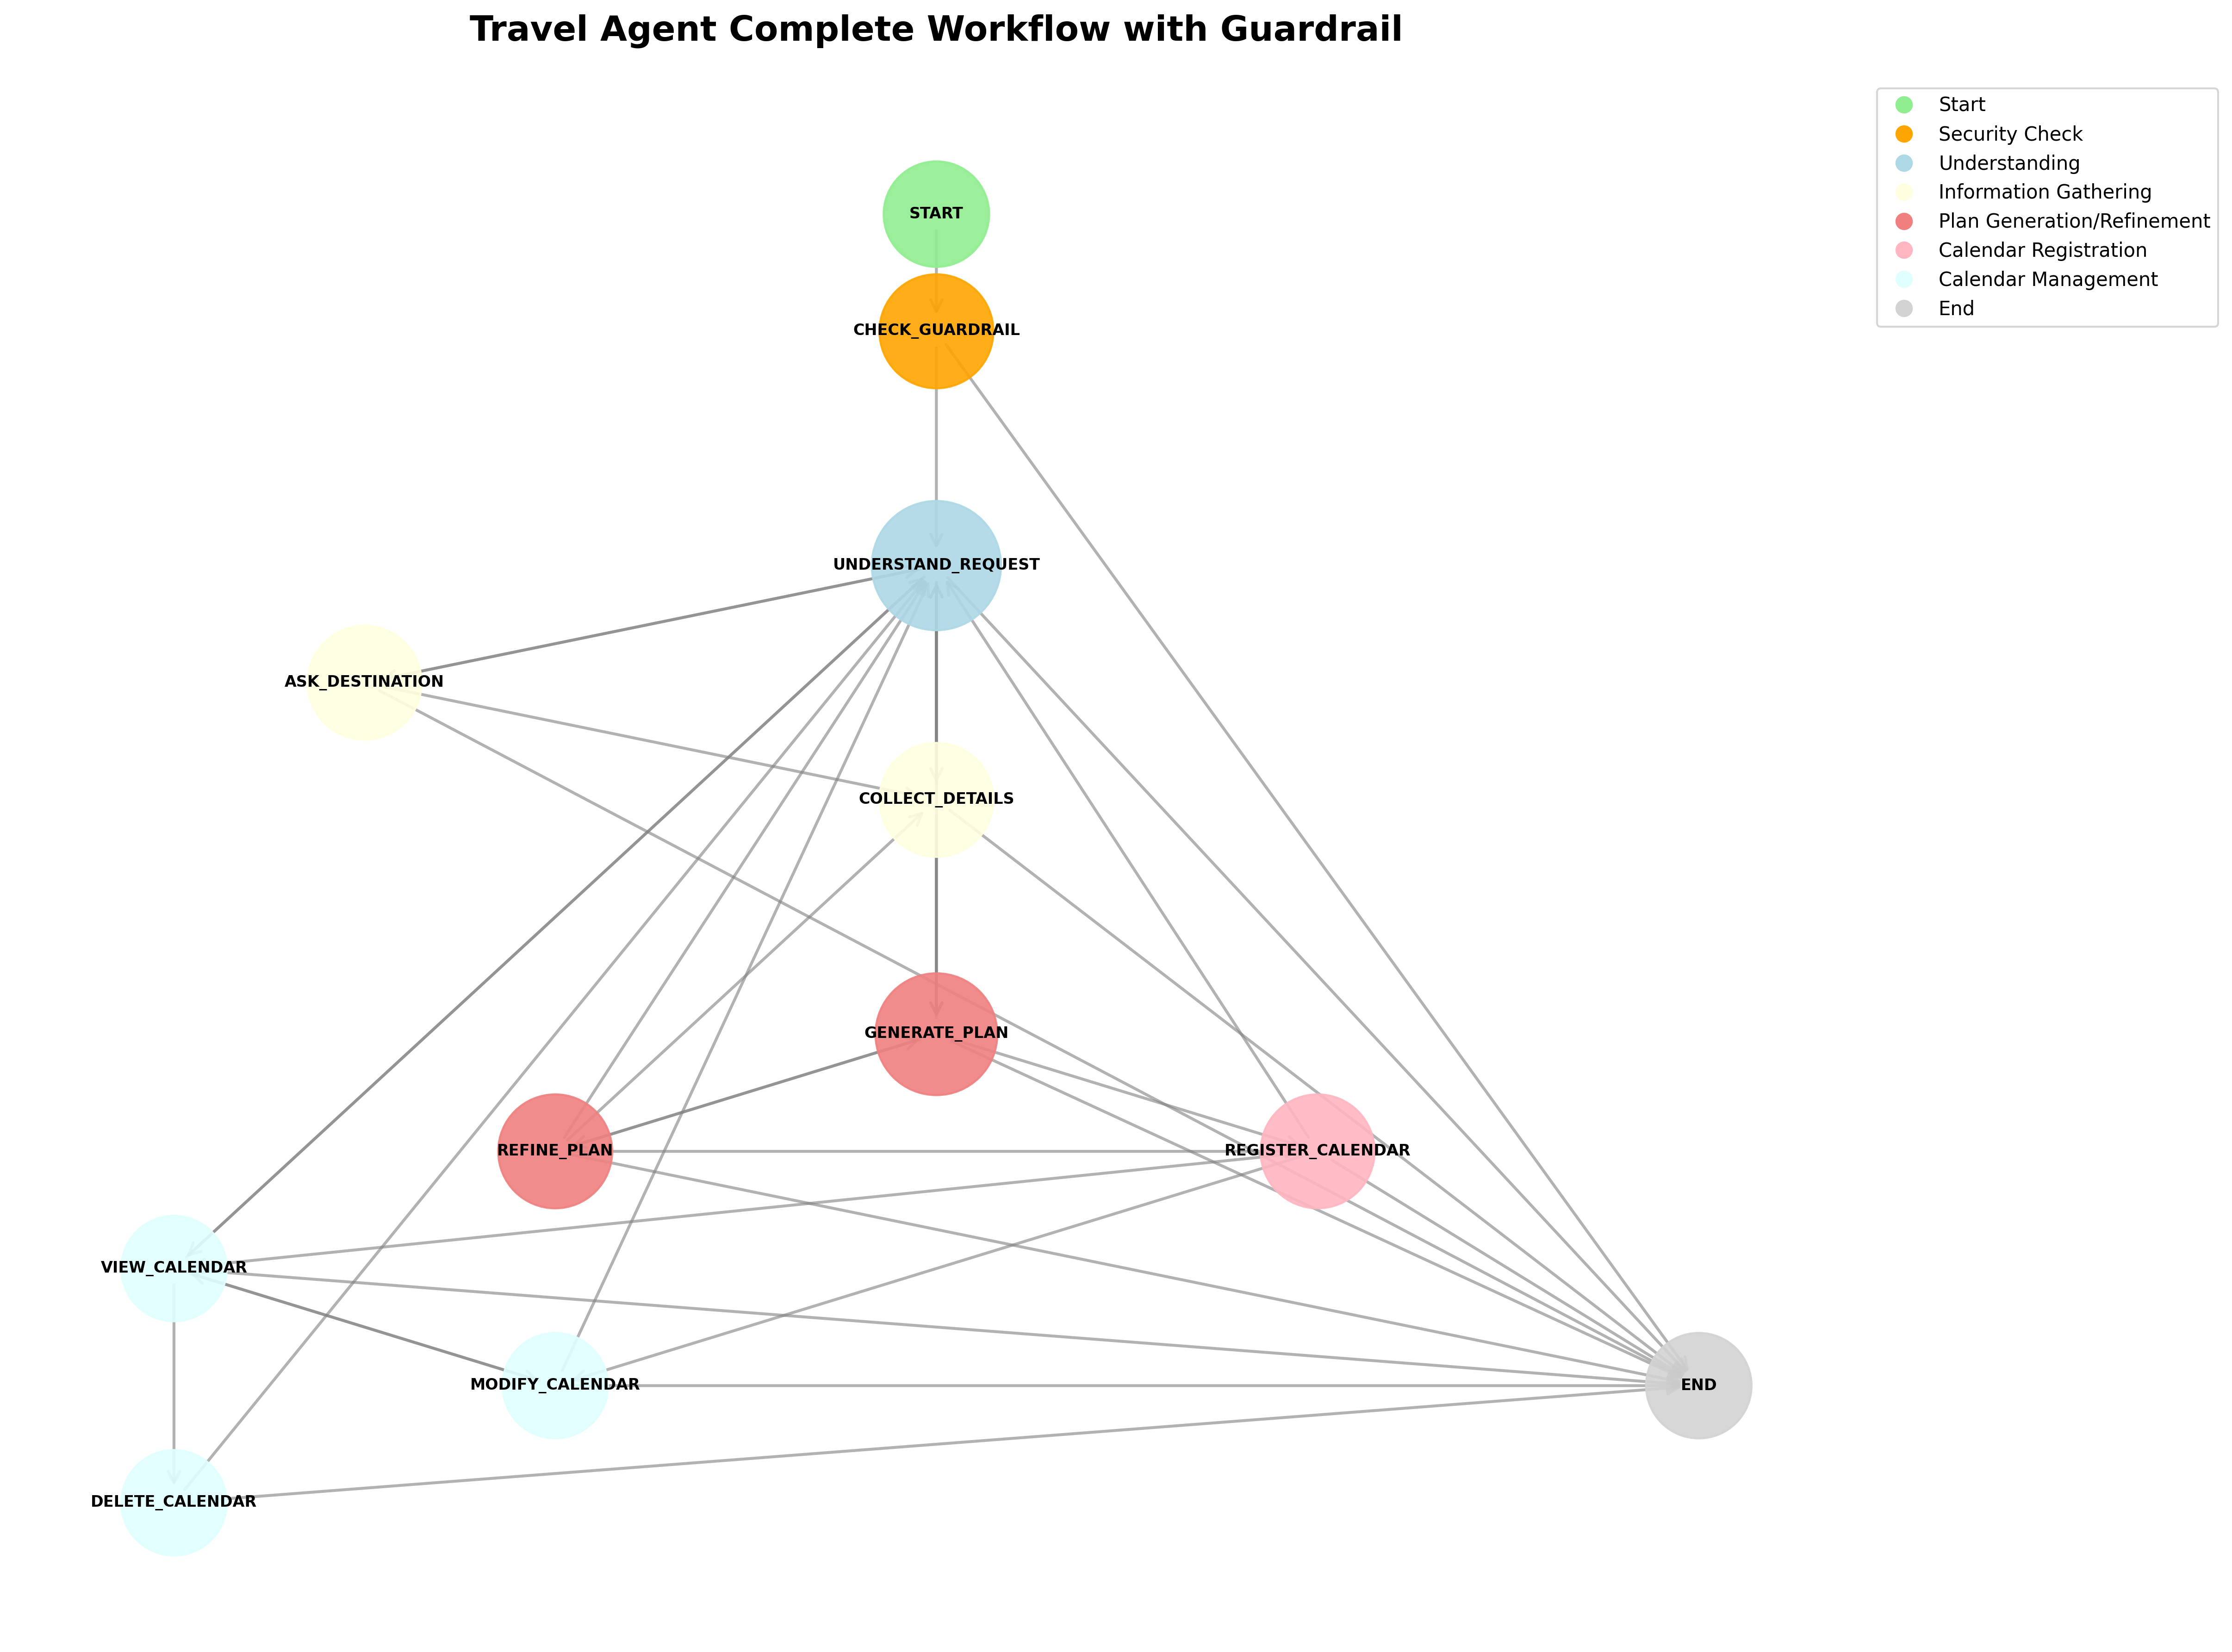 Travel Agent Complete Workflow with Guardrail
Start
Security Check
Understanding
Information Gathering
Plan Generation/Refinement
Calendar Registration
Calendar Management
End
START
CHECK_GUARDRAIL
UNDERSTAND_REQUEST
ASK_DESTINATION
COLLECT_DETAILS
GENERATE_PLAN
REFINE_PLAN
REGISTER_CALENDAR
VIEW_CALENDAR
MODIFY_CALENDAR
END
DELETE_CALENDAR